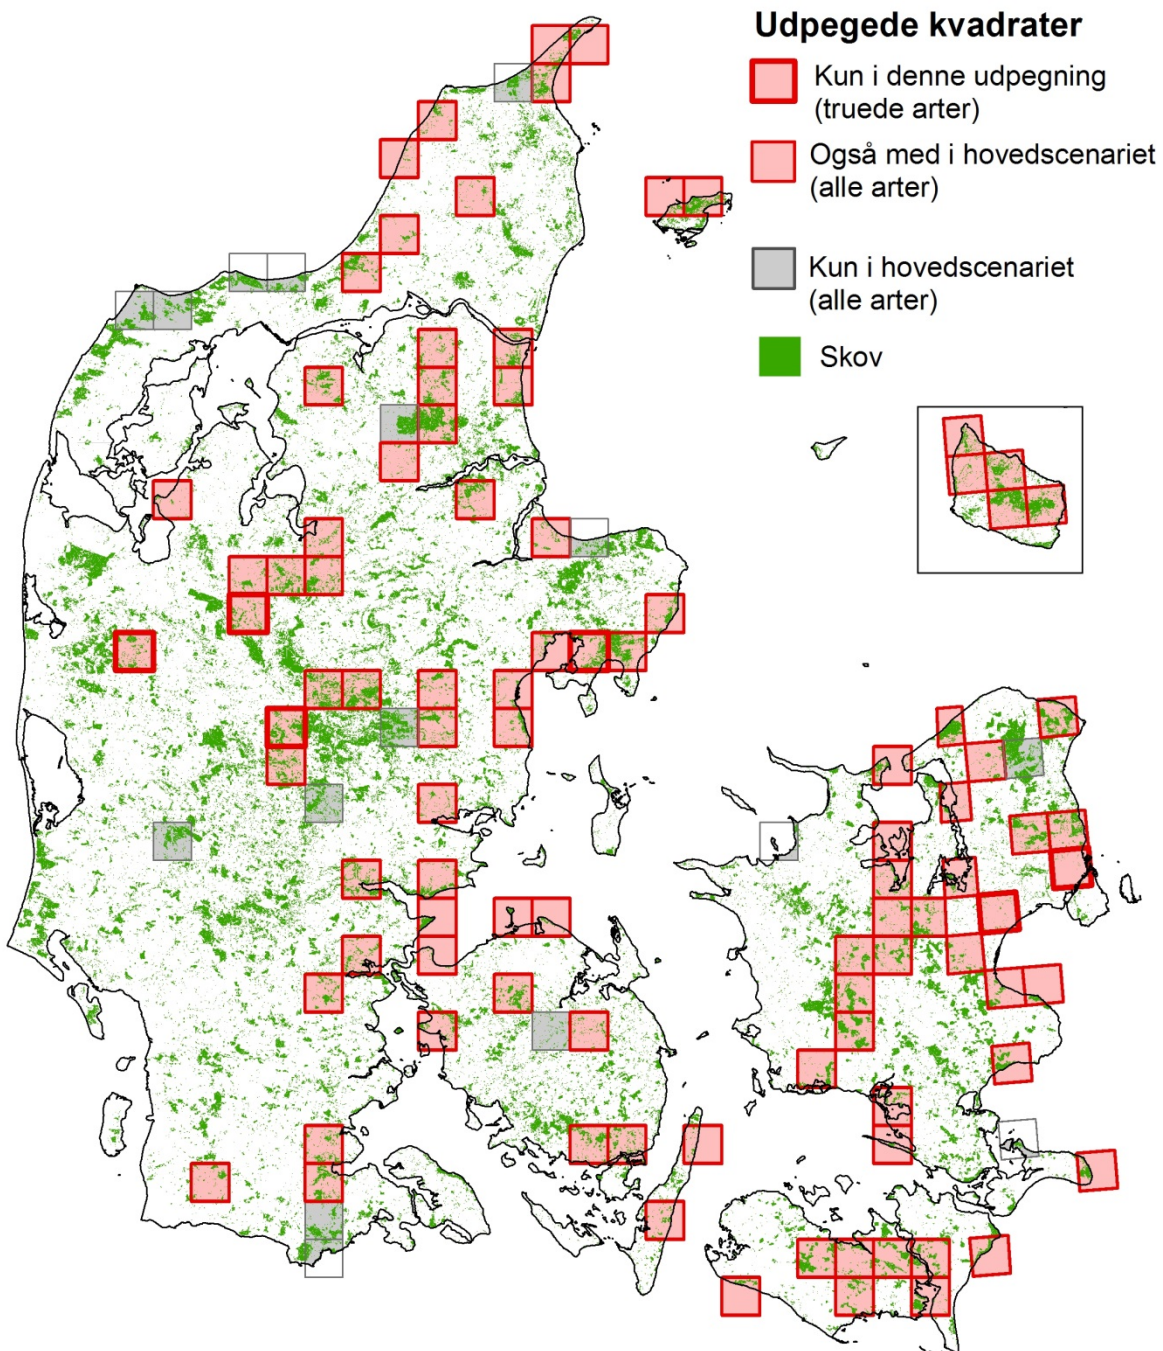 Udpegede kvadrater
Kun i denne udpegning
(truede arter)
Også med i hovedscenariet
(alle arter)
Kun i hovedscenariet
(alle arter)
Skov